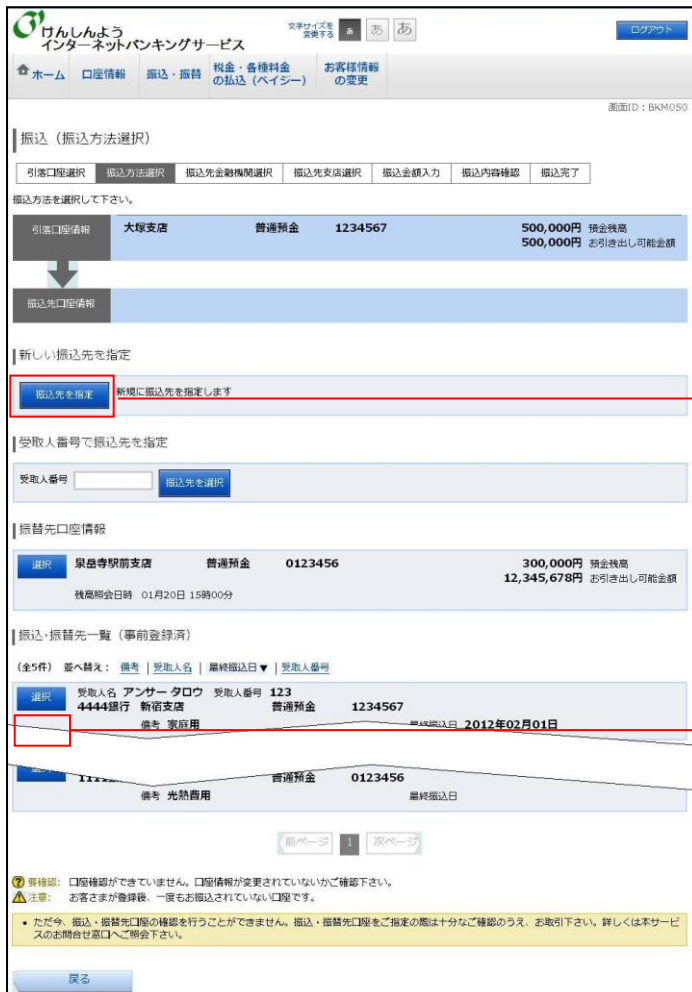 けんしんよう
インターネットバンキングサービス
文字サイズを
変更する
あ あ あ
ログアウト
ホーム 口座情報 振込・振替 税金・各種料金の払込（ペイジー） お客様情報の変更
画面ID：BKM050
振込（振込方法選択）
引落口座選択 振込方法選択 振込先金融機関選択 振込先支店選択 振込金額入力 振込内容確認 振込完了
振込方法を選択して下さい。
引落口座情報 大塚支店 普通預金 1234567 500,000円 預金残高
500,000円 お引き出し可能金額
振込先口座情報
新しい振込先を指定
振込先を指定 新規に振込先を指定します
受取人番号で振込先を指定
受取人番号 振込先を選択
振替先口座情報
選択 泉岳寺駅前支店 普通預金 0123456 300,000円 預金残高
12,345,678円 お引き出し可能金額
残高照会日時 01月20日 15時00分
振込・振替先一覧（事前登録済）
(全5件) 並べ替え： 備考 | 受取人名 | 最終振込日▼ | 受取人番号
選択 受取人名 アンサー タロウ 受取人番号 123
4444銀行 新宿支店 普通預金 1234567
備考 家庭用 最終振込日 2012年02月01日
普通預金 0123456
備考 光熱費用 最終振込日
前ページ 1 次ページ
要確認： 口座確認ができていません。口座情報が変更されていないかご確認下さい。
注意： お客さまが登録後、一度もお振込されていない口座です。
• ただ今、振込・振替先口座の確認を行うことができません。振込・振替先口座をご指定の際は十分なご確認のうえ、お取引下さい。詳しくは本サービ
スのお問合せ窓口へご照会下さい。
戻る